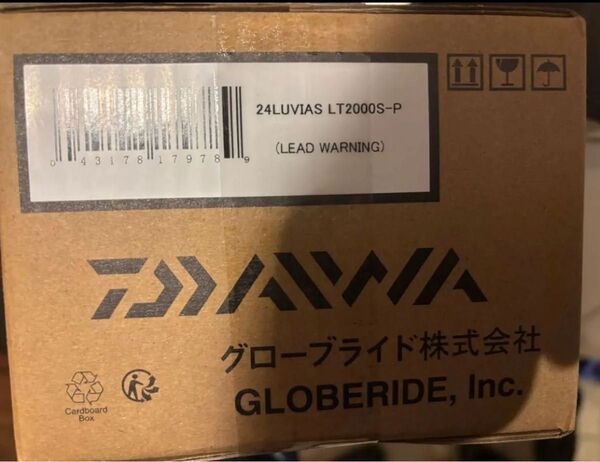 24LUVIAS LT2000S-P
(LEAD WARNING)
0 43178 17978 9
DAIWA
グローブライド株式会社
GLOBERIDE, Inc.
Cardboard
Box